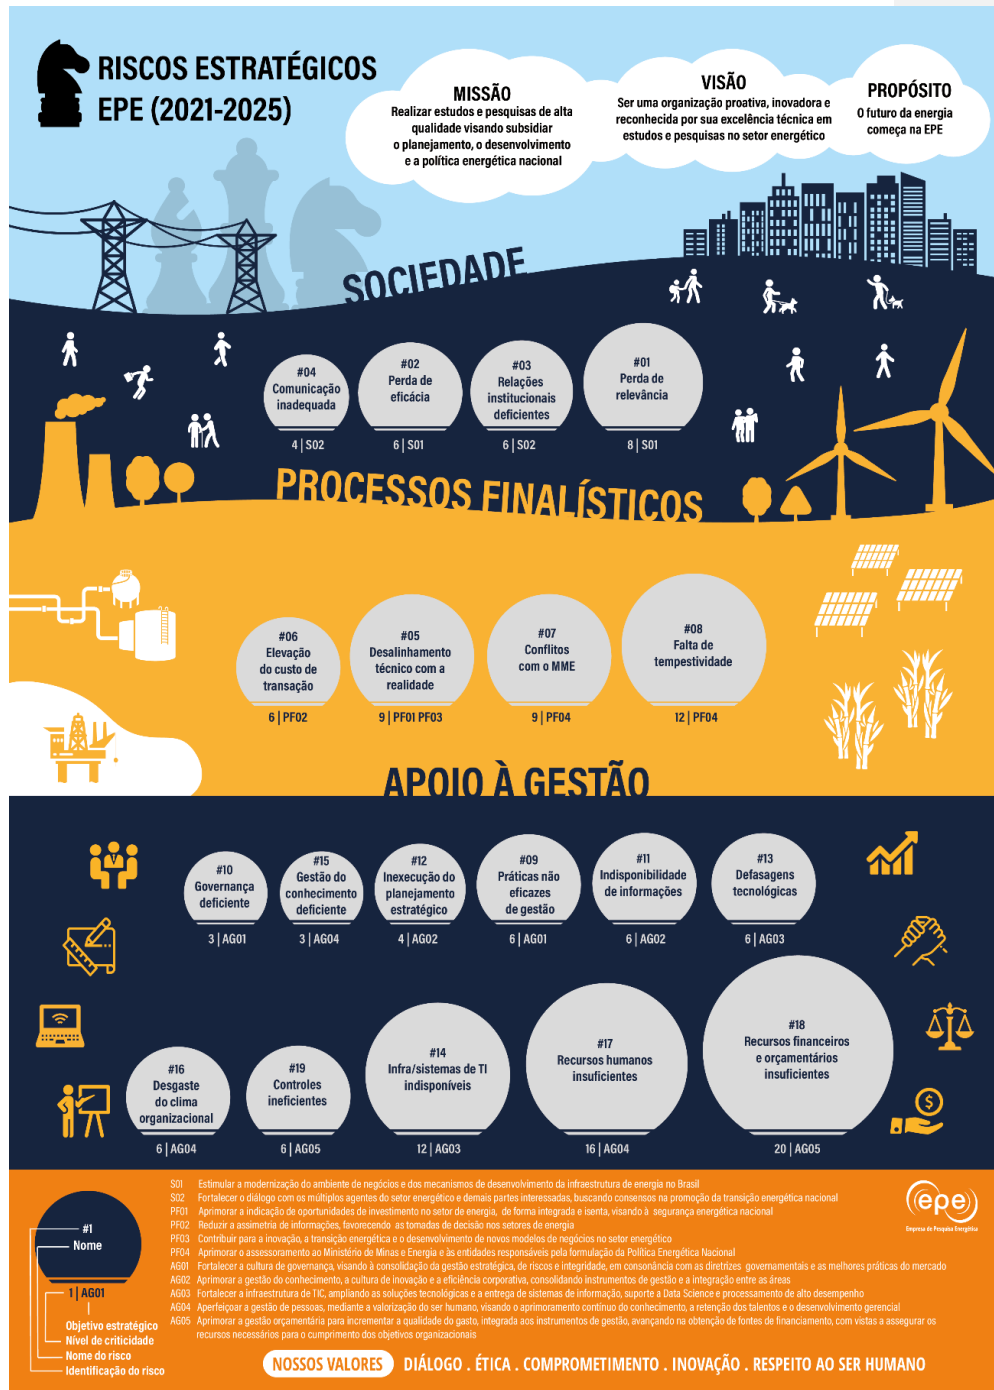 RISCOS ESTRATÉGICOS
EPE (2021-2025)
MISSÃO
Realizar estudos e pesquisas de alta
qualidade visando subsidiar
o planejamento, o desenvolvimento
e a política energética nacional
VISÃO
Ser uma organização proativa, inovadora e
reconhecida por sua excelência técnica em
estudos e pesquisas no setor energético
PROPÓSITO
O futuro da energia
começa na EPE
SOCIEDADE
#04
Comunicação
inadequada
4 | S02
#02
Perda de
eficácia
6 | S01
#03
Relações
institucionais
deficientes
6 | S02
#01
Perda de
relevância
8 | S01
PROCESSOS FINALÍSTICOS
#06
Elevação
do custo de
transação
6 | PF02
#05
Desalinhamento
técnico com a
realidade
9 | PF01 PF03
#07
Conflitos
com o MME
9 | PF04
#08
Falta de
tempestividade
12 | PF04
APOIO À GESTÃO
#10
Governança
deficiente
3 | AG01
#15
Gestão do
conhecimento
deficiente
3 | AG04
#12
Inexecução do
planejamento
estratégico
4 | AG02
#09
Práticas não
eficazes
de gestão
6 | AG01
#11
Indisponibilidade
de informações
6 | AG02
#13
Defasagens
tecnológicas
6 | AG03
#16
Desgaste
do clima
organizacional
6 | AG04
#19
Controles
ineficientes
6 | AG05
#14
Infra/sistemas de TI
indisponíveis
12 | AG03
#17
Recursos humanos
insuficientes
16 | AG04
#18
Recursos financeiros
e orçamentários
insuficientes
20 | AG05
#1
Nome
1 | AG01
Objetivo estratégico
Nível de criticidade
Nome do risco
Identificação do risco
S01 Estimular a modernização do ambiente de negócios e dos mecanismos de desenvolvimento da infraestrutura de energia no Brasil
S02 Fortalecer o diálogo com os múltiplos agentes do setor energético e demais partes interessadas, buscando consensos na promoção da transição energética nacional
PF01 Aprimorar a indicação de oportunidades de investimento no setor de energia, de forma integrada e isenta, visando à segurança energética nacional
PF02 Reduzir a assimetria de informações, favorecendo as tomadas de decisão nos setores de energia
PF03 Contribuir para a inovação, a transição energética e o desenvolvimento de novos modelos de negócios no setor energético
PF04 Aprimorar o assessoramento ao Ministério de Minas e Energia e às entidades responsáveis pela formulação da Política Energética Nacional
AG01 Fortalecer a cultura de governança, visando à consolidação da gestão estratégica, de riscos e integridade, em consonância com as diretrizes governamentais e as melhores práticas do mercado
AG02 Aprimorar a gestão do conhecimento, a cultura de inovação e a eficiência corporativa, consolidando instrumentos de gestão e a integração entre as áreas
AG03 Fortalecer a infraestrutura de TIC, ampliando as soluções tecnológicas e a entrega de sistemas de informação, suporte a Data Science e processamento de alto desempenho
AG04 Aperfeiçoar a gestão de pessoas, mediante a valorização do ser humano, visando o aprimoramento contínuo do conhecimento, a retenção dos talentos e o desenvolvimento gerencial
AG05 Aprimorar a gestão orçamentária para incrementar a qualidade do gasto, integrada aos instrumentos de gestão, avançando na obtenção de fontes de financiamento, com vistas a assegurar os
recursos necessários para o cumprimento dos objetivos organizacionais
epe
Empresa de Pesquisa Energética
NOSSOS VALORES DIÁLOGO . ÉTICA . COMPROMETIMENTO . INOVAÇÃO . RESPEITO AO SER HUMANO